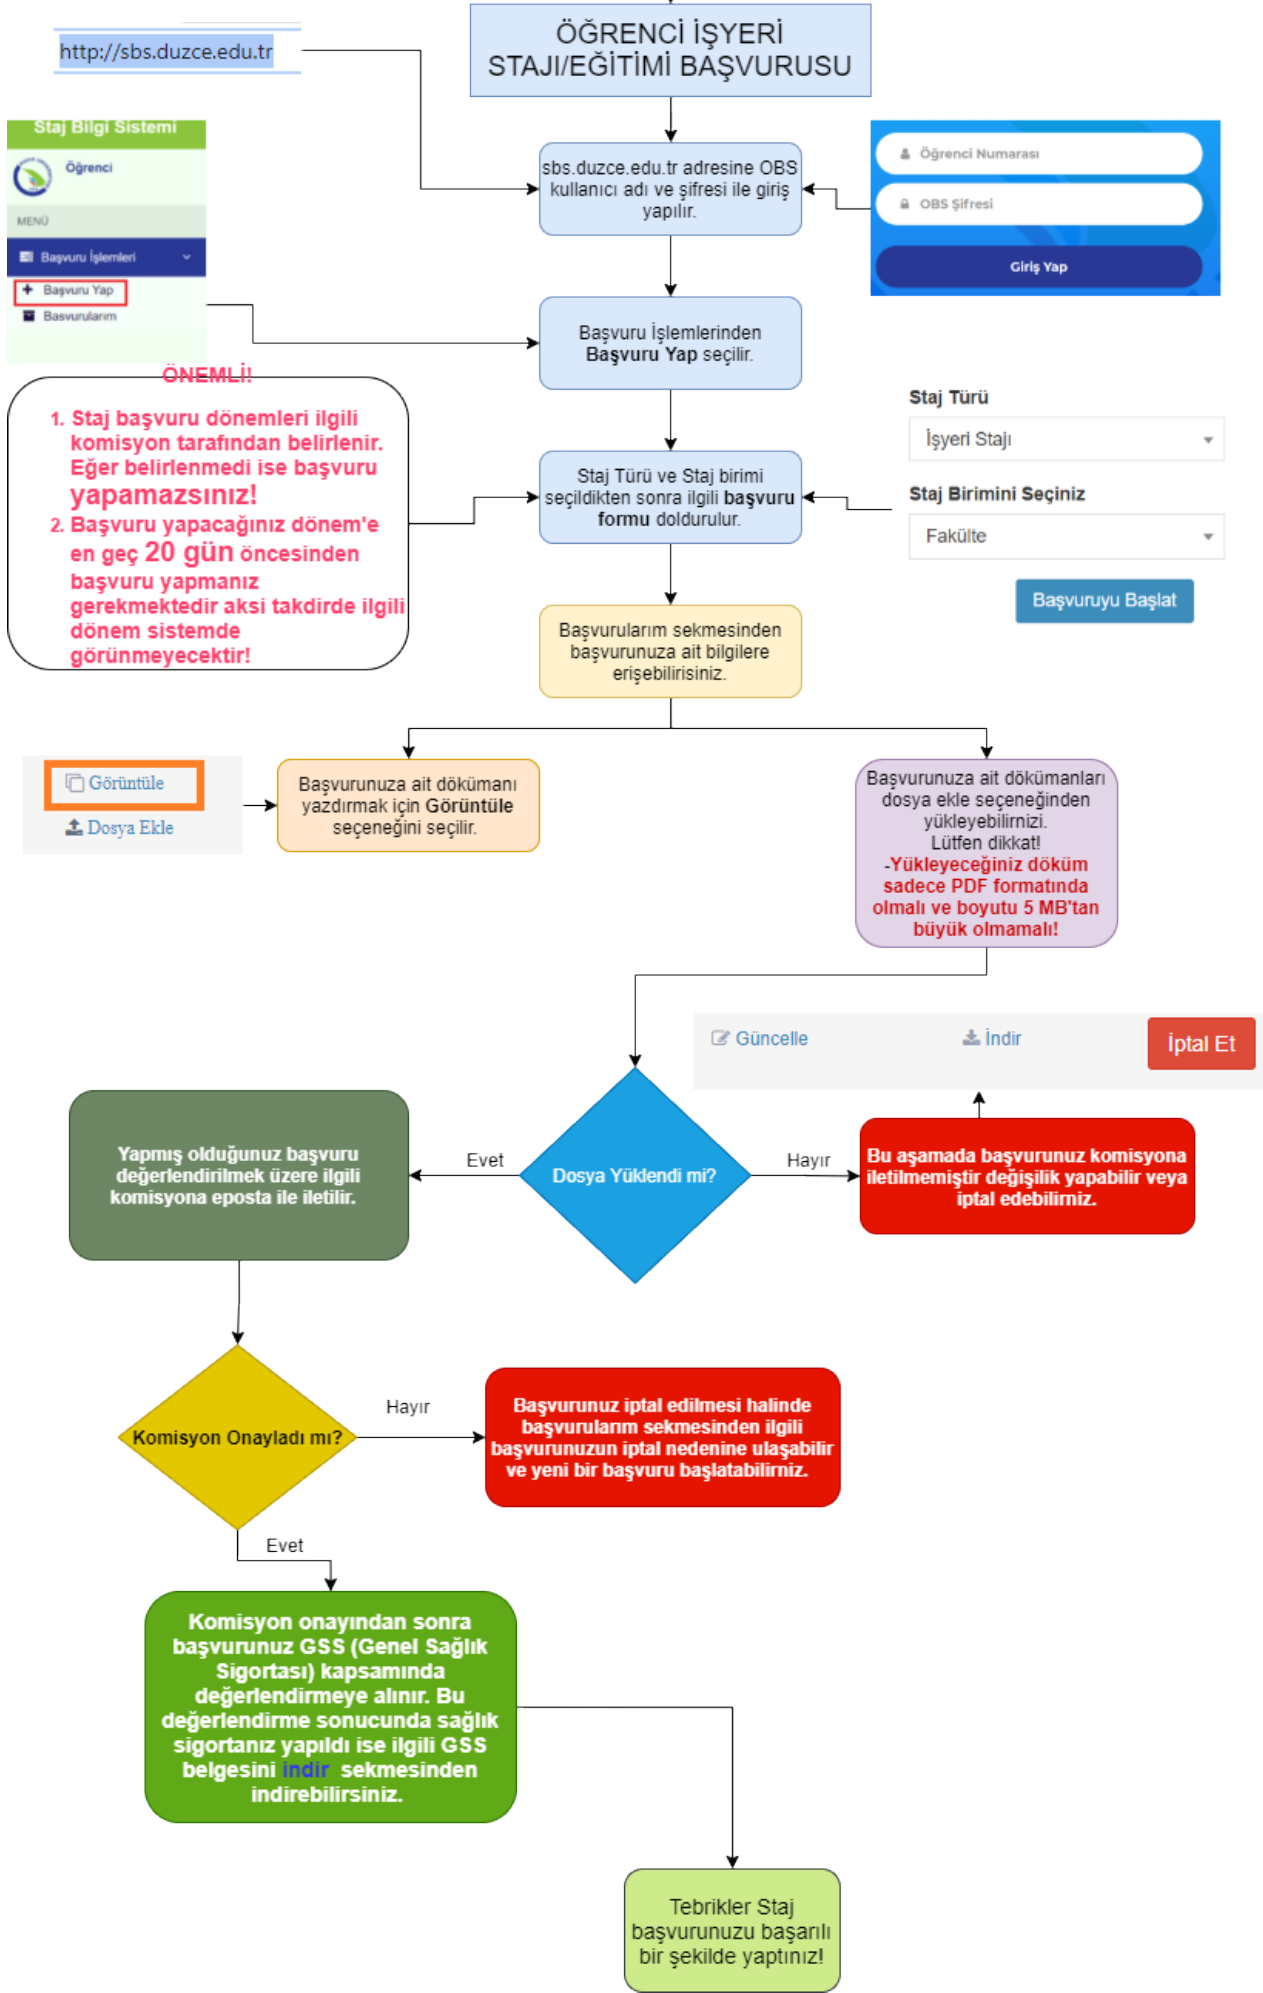 ÖĞRENCİ İŞYERİ
STAJI/EĞİTİMİ BAŞVURUSU
http://sbs.duzce.edu.tr
Staj Bilgi Sistemi
Öğrenci
MENÜ
Başvuru İşlemleri
Başvuru Yap
Basvurularım
sbs.duzce.edu.tr adresine OBS
kullanıcı adı ve şifresi ile giriş
yapılır.
Öğrenci Numarası
OBS Şifresi
Giriş Yap
Başvuru İşlemlerinden
Başvuru Yap seçilir.
ÖNEMLİ!
1. Staj başvuru dönemleri ilgili
komisyon tarafından belirlenir.
Eğer belirlenmedi ise başvuru
yapamazsınız!
2. Başvuru yapacağınız dönem'e
en geç 20 gün öncesinden
başvuru yapmanız
gerekmektedir aksi takdirde ilgili
dönem sistemde
görünmeyecektir!
Staj Türü ve Staj birimi
seçildikten sonra ilgili başvuru
formu doldurulur.
Staj Türü
İşyeri Stajı
Staj Birimini Seçiniz
Fakülte
Başvuruyu Başlat
Başvurularım sekmesinden
başvurunuza ait bilgilere
erişebilirisiniz.
Görüntüle
Dosya Ekle
Başvurunuza ait dökümanı
yazdırmak için Görüntüle
seçeneğini seçilir.
Başvurunuza ait dökümanları
dosya ekle seçeneğinden
yükleyebilirnizi.
Lütfen dikkat!
-Yükleyeceğiniz döküm
sadece PDF formatında
olmalı ve boyutu 5 MB'tan
büyük olmamalı!
Güncelle
İndir
İptal Et
Dosya Yüklendi mi?
Evet
Hayır
Yapmış olduğunuz başvuru
değerlendirilmek üzere ilgili
komisyona eposta ile iletilir.
Bu aşamada başvurunuz komisyona
iletilmemiştir değişilik yapabilir veya
iptal edebilirniz.
Komisyon Onayladı mı?
Hayır
Başvurunuz iptal edilmesi halinde
başvurularım sekmesinden ilgili
başvurunuzun iptal nedenine ulaşabilir
ve yeni bir başvuru başlatabilirniz.
Evet
Komisyon onayından sonra
başvurunuz GSS (Genel Sağlık
Sigortası) kapsamında
değerlendirmeye alınır. Bu
değerlendirme sonucunda sağlık
sigortanız yapıldı ise ilgili GSS
belgesini indir sekmesinden
indirebilirsiniz.
Tebrikler Staj
başvurunuzu başarılı
bir şekilde yaptınız!